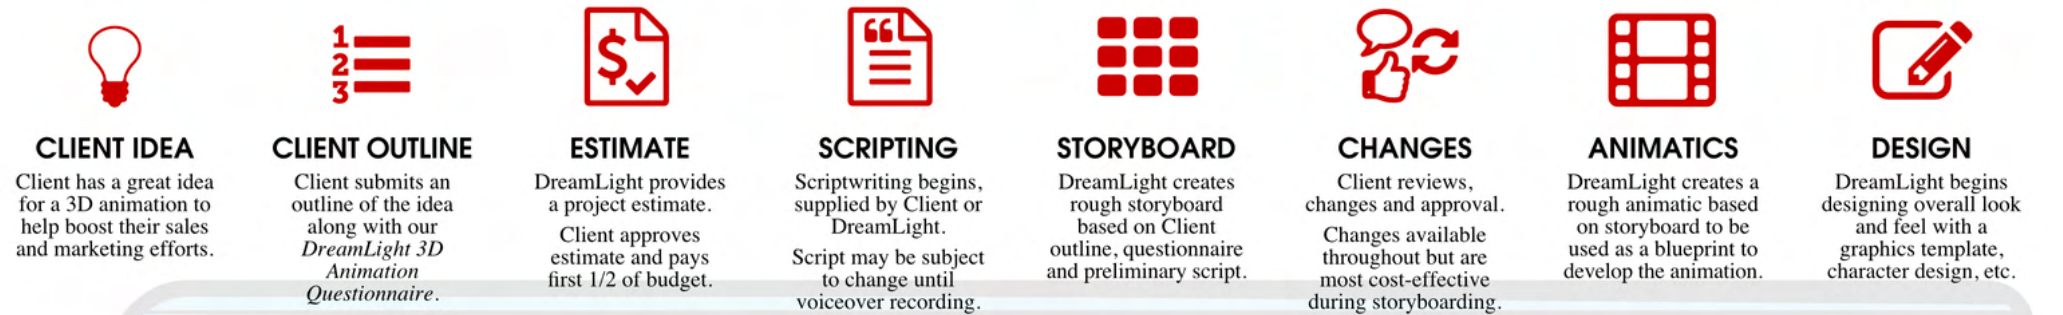 1
2
3
$
CLIENT IDEA
Client has a great idea
for a 3D animation to
help boost their sales
and marketing efforts.
CLIENT OUTLINE
Client submits an
outline of the idea
along with our
DreamLight 3D
Animation
Questionnaire.
ESTIMATE
DreamLight provides
a project estimate.
Client approves
estimate and pays
first 1/2 of budget.
SCRIPTING
Scriptwriting begins,
supplied by Client or
DreamLight.
Script may be subject
to change until
voiceover recording.
STORYBOARD
DreamLight creates
rough storyboard
based on Client
outline, questionnaire
and preliminary script.
CHANGES
Client reviews,
changes and approval.
Changes available
throughout but are
most cost-effective
during storyboarding.
ANIMATICS
DreamLight creates a
rough animatic based
on storyboard to be
used as a blueprint to
develop the animation.
DESIGN
DreamLight begins
designing overall look
and feel with a
graphics template,
character design, etc.